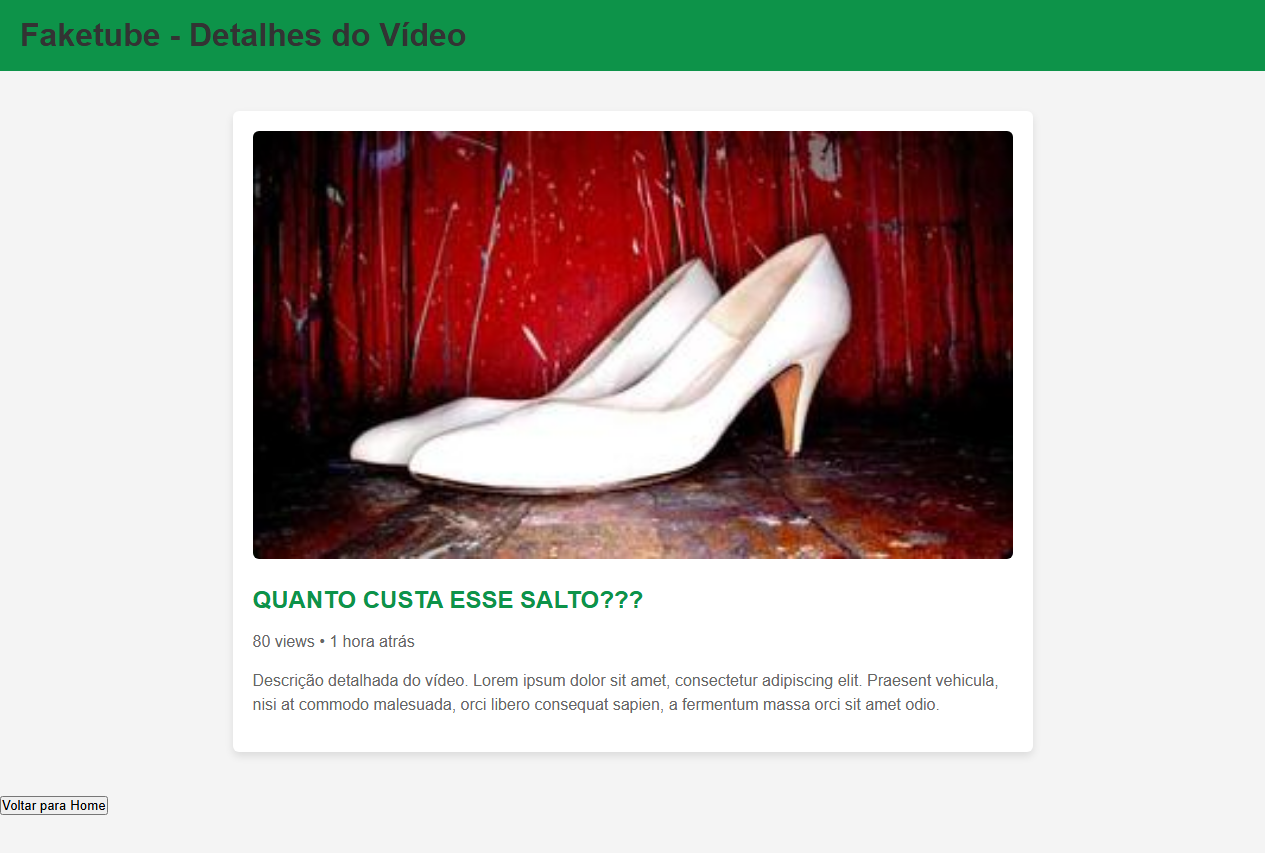 Faketube - Detalhes do Vídeo
QUANTO CUSTA ESSE SALTO???
80 views • 1 hora atrás
Descrição detalhada do vídeo. Lorem ipsum dolor sit amet, consectetur adipiscing elit. Praesent vehicula,
nisi at commodo malesuada, orci libero consequat sapien, a fermentum massa orci sit amet odio.
Voltar para Home